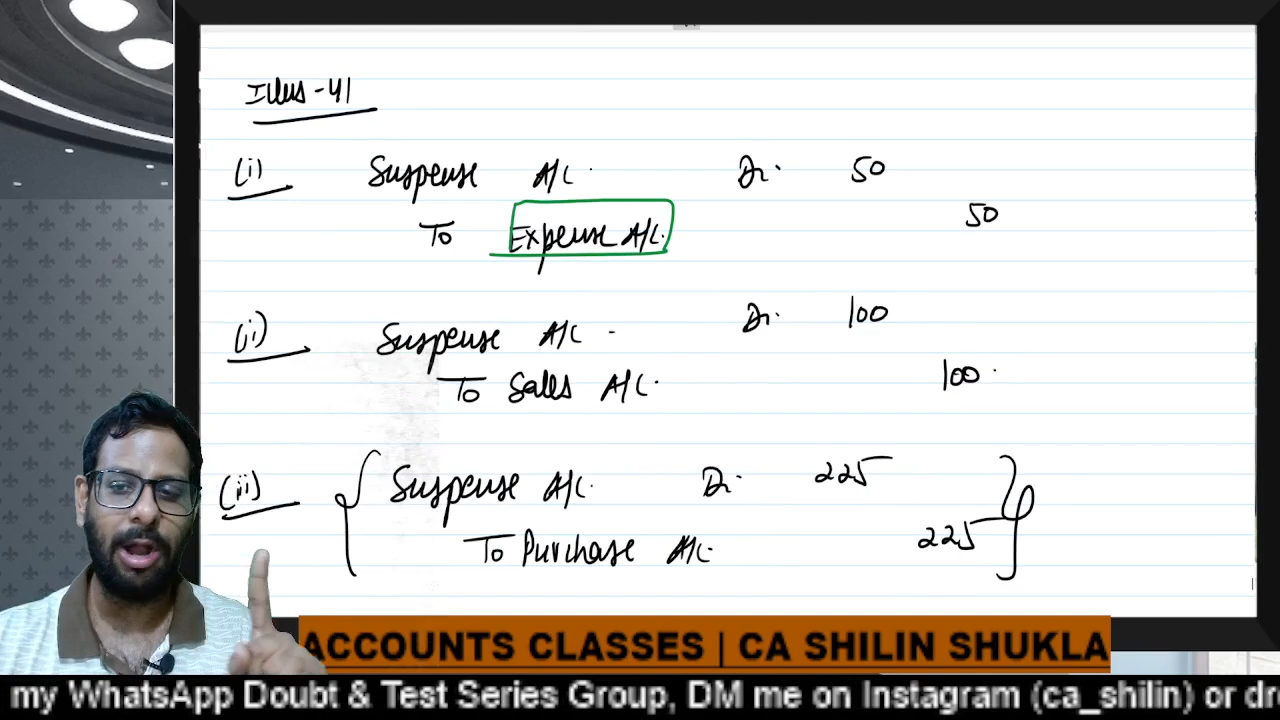 Illus-41
(i) Suspense A/c. Dr. 50
To Expense A/c. 50
(ii) Suspense A/c - Dr. 100
To Sales A/c. 100.
(iii) Suspense A/c. Dr. 225
To Purchase A/c. 225
ACCOUNTS CLASSES | CA SHILIN SHUKLA
my WhatsApp Doubt & Test Series Group, DM me on Instagram (ca_shilin) or dr